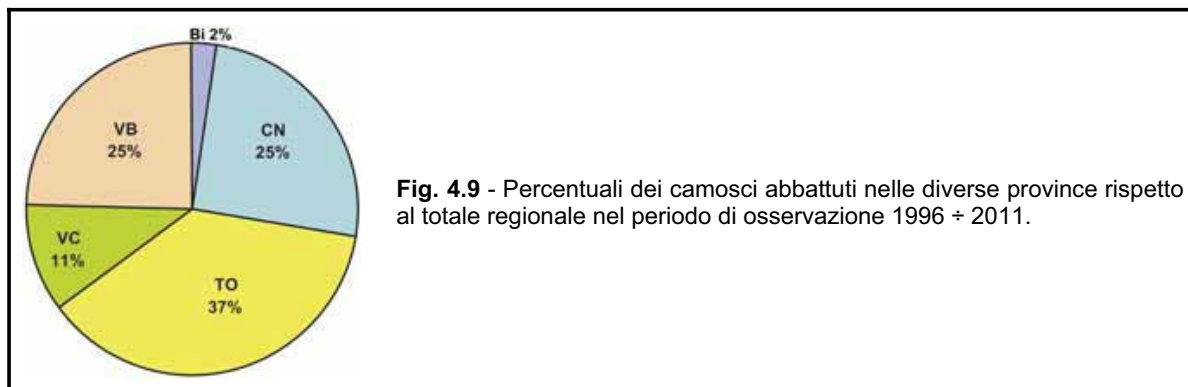 Bi 2%
VB
25%
CN
25%
VC
11%
TO
37%
Fig. 4.9 - Percentuali dei camosci abbattuti nelle diverse province rispetto
al totale regionale nel periodo di osservazione 1996 ÷ 2011.